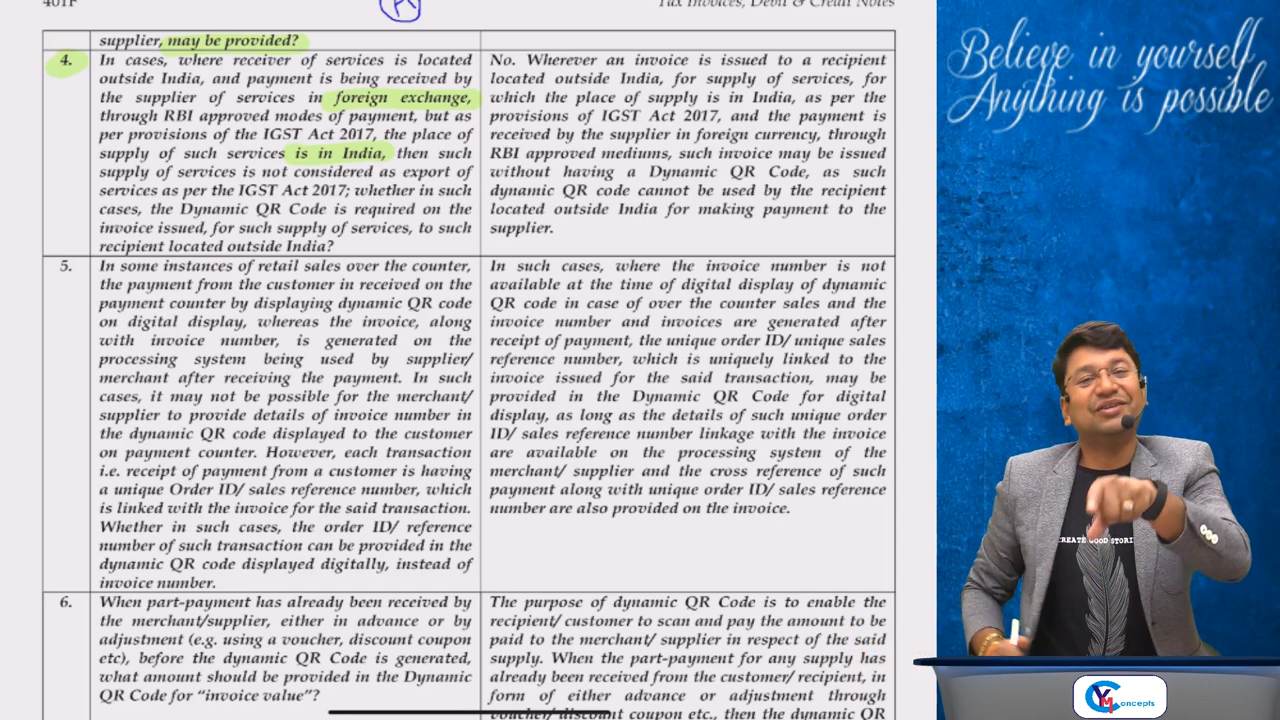 401F
Tax Invoices, Debit & Credit Notes
supplier, may be provided?
4.
In cases, where receiver of services is located
outside India, and payment is being received by
the supplier of services in foreign exchange,
through RBI approved modes of payment, but as
per provisions of the IGST Act 2017, the place of
supply of such services is in India, then such
supply of services is not considered as export of
services as per the IGST Act 2017; whether in such
cases, the Dynamic QR Code is required on the
invoice issued, for such supply of services, to such
recipient located outside India?
No. Wherever an invoice is issued to a recipient
located outside India, for supply of services, for
which the place of supply is in India, as per the
provisions of IGST Act 2017, and the payment is
received by the supplier in foreign currency, through
RBI approved mediums, such invoice may be issued
without having a Dynamic QR Code, as such
dynamic QR code cannot be used by the recipient
located outside India for making payment to the
supplier.
5.
In some instances of retail sales over the counter,
the payment from the customer in received on the
payment counter by displaying dynamic QR code
on digital display, whereas the invoice, along
with invoice number, is generated on the
processing system being used by supplier/
merchant after receiving the payment. In such
cases, it may not be possible for the merchant/
supplier to provide details of invoice number in
the dynamic QR code displayed to the customer
on payment counter. However, each transaction
i.e. receipt of payment from a customer is having
a unique Order ID/ sales reference number, which
is linked with the invoice for the said transaction.
Whether in such cases, the order ID/ reference
number of such transaction can be provided in the
dynamic QR code displayed digitally, instead of
invoice number.
In such cases, where the invoice number is not
available at the time of digital display of dynamic
QR code in case of over the counter sales and the
invoice number and invoices are generated after
receipt of payment, the unique order ID/ unique sales
reference number, which is uniquely linked to the
invoice issued for the said transaction, may be
provided in the Dynamic QR Code for digital
display, as long as the details of such unique order
ID/ sales reference number linkage with the invoice
are available on the processing system of the
merchant/ supplier and the cross reference of such
payment along with unique order ID/ sales reference
number are also provided on the invoice.
6.
When part-payment has already been received by
the merchant/supplier, either in advance or by
adjustment (e.g. using a voucher, discount coupon
etc), before the dynamic QR Code is generated,
what amount should be provided in the Dynamic
QR Code for "invoice value"?
The purpose of dynamic QR Code is to enable the
recipient/ customer to scan and pay the amount to be
paid to the merchant/ supplier in respect of the said
supply. When the part-payment for any supply has
already been received from the customer/ recipient, in
form of either advance or adjustment through
voucher/ discount coupon etc., then the dynamic QR
Believe in yourself
Anything is possible
CREATE GOOD STORI
YM
Concepts